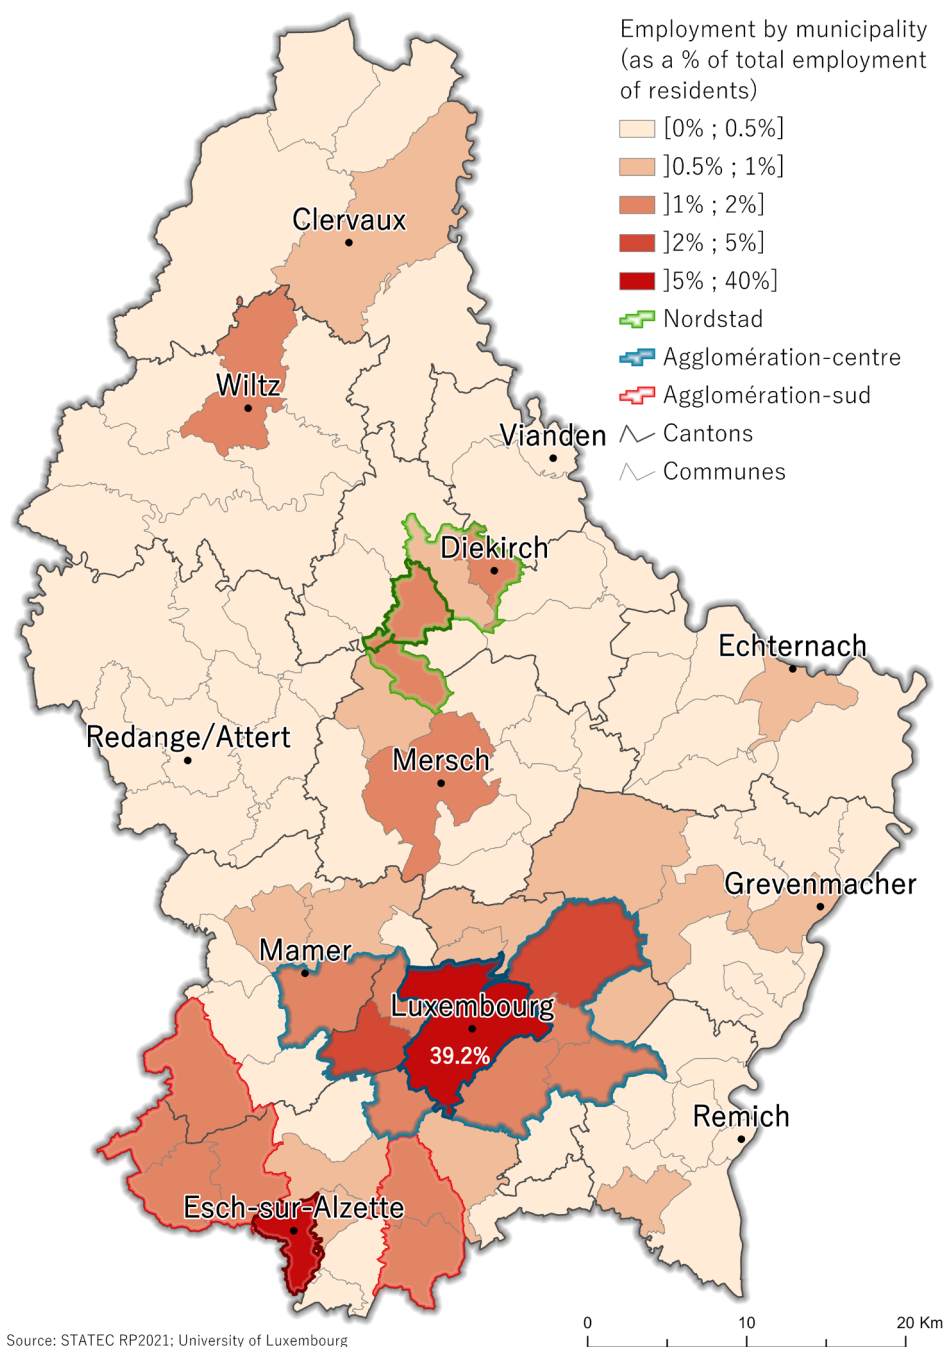 Employment by municipality
(as a % of total employment
of residents)
[0% ; 0.5%]
]0.5% ; 1%]
]1% ; 2%]
]2% ; 5%]
]5% ; 40%]
Nordstad
Agglomération-centre
Agglomération-sud
Cantons
Communes
Clervaux
Wiltz
Vianden
Diekirch
Echternach
Redange/Attert
Mersch
Grevenmacher
Mamer
Luxembourg
39.2%
Remich
Esch-sur-Alzette
0 10 20 Km
Source: STATEC RP2021; University of Luxembourg